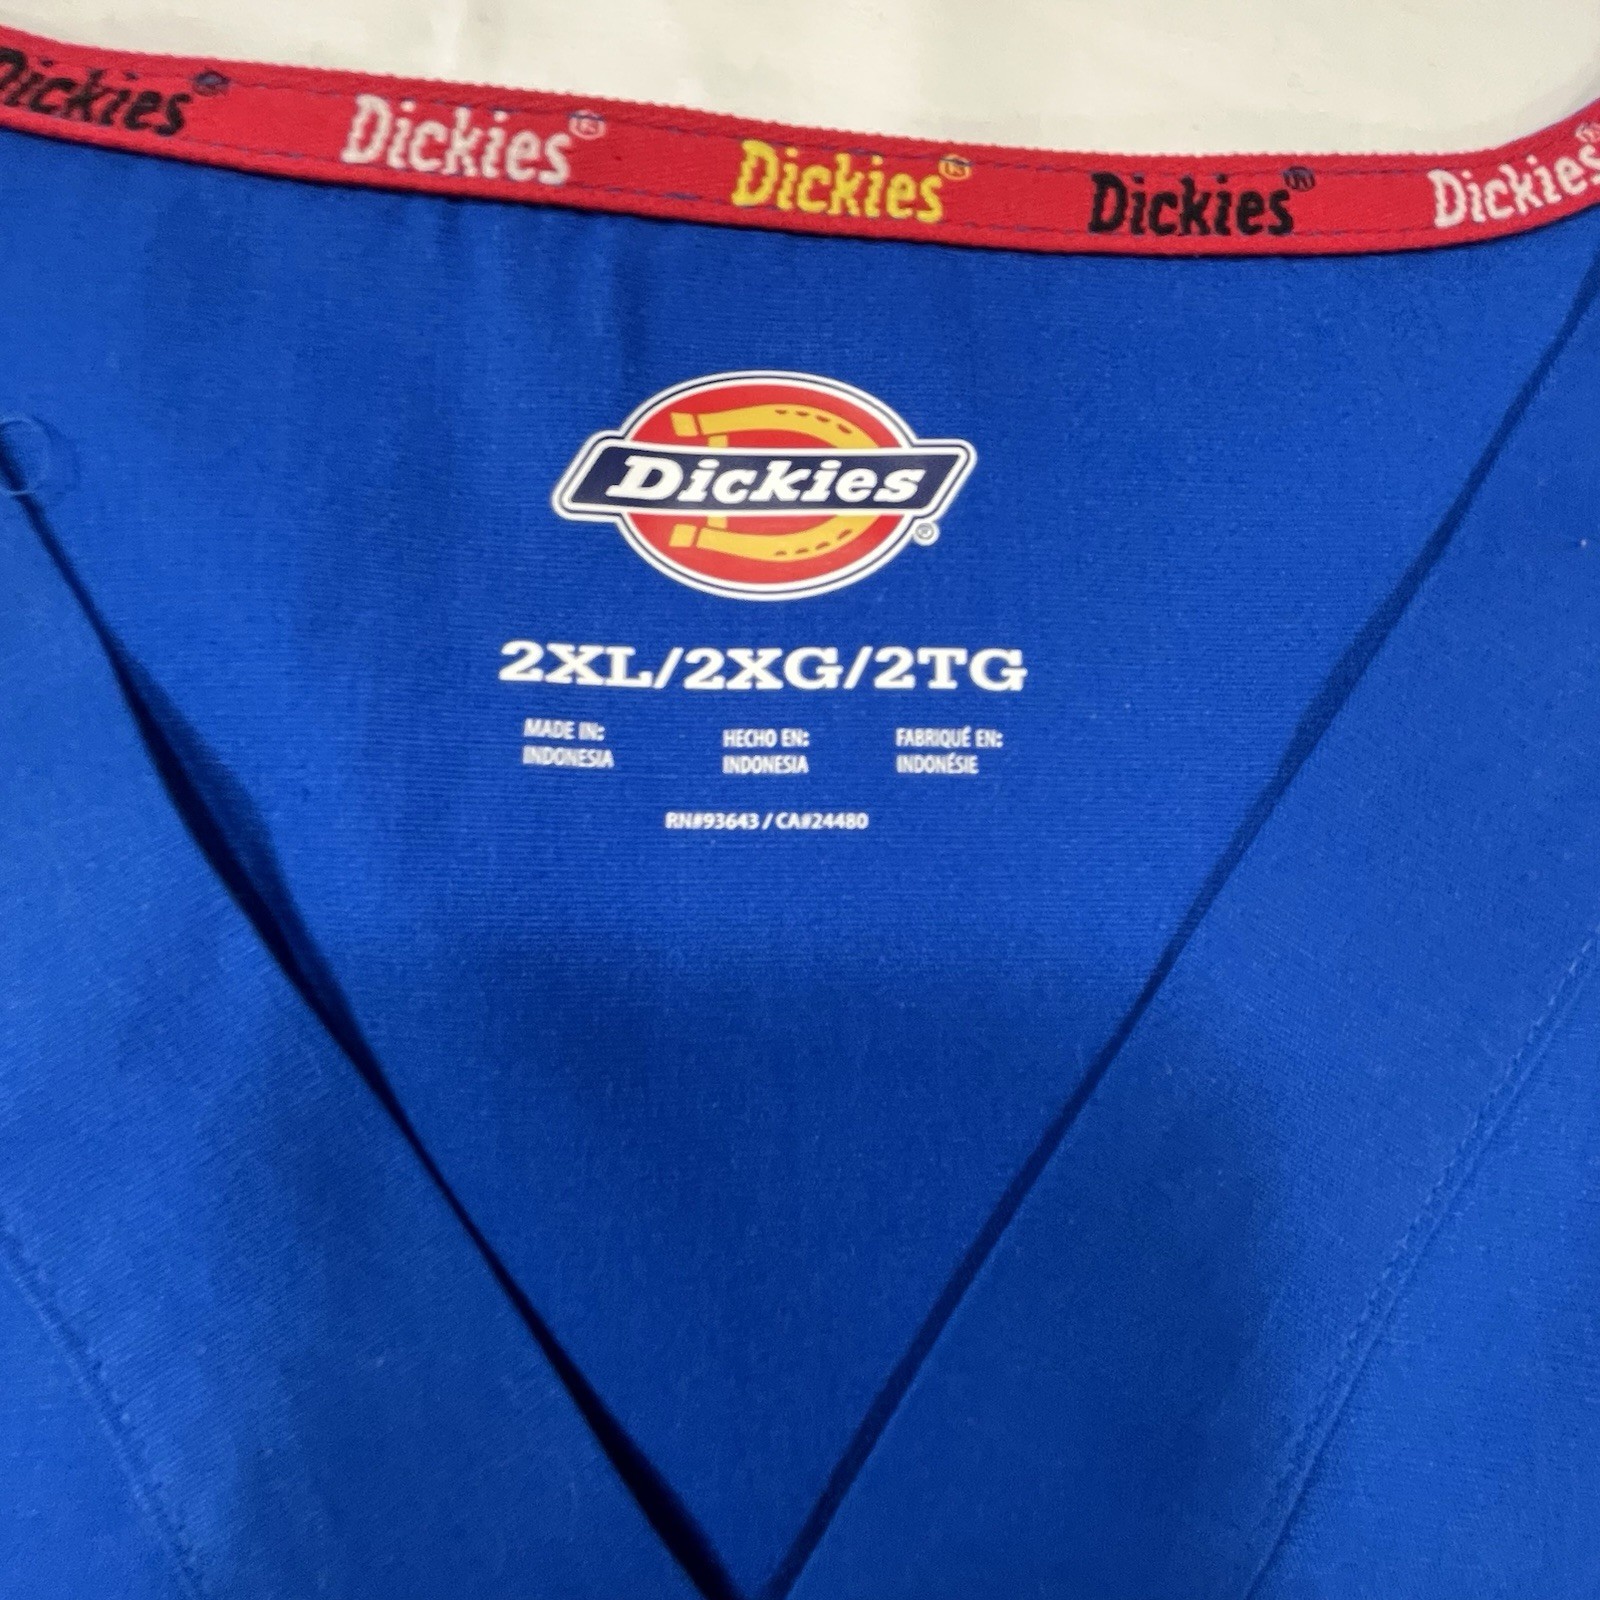 Dickies Dickies® Dickies® Dickies Dickies
Dickies®
2XL/2XG/2TG
MADE IN: HECHO EN: FABRIQUÉ EN:
INDONESIA INDONESIA INDONÉSIE
RN#93643 / CA#24480